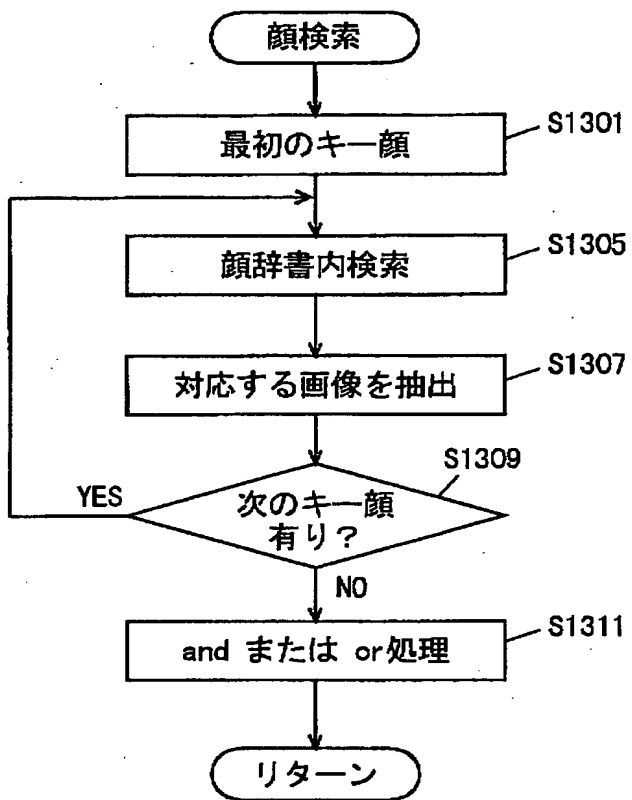 顔検索
最初のキー顔
S1301
顔辞書内検索
S1305
対応する画像を抽出
S1307
S1309
YES
次のキー顔
有り?
NO
and または or処理
S1311
リターン